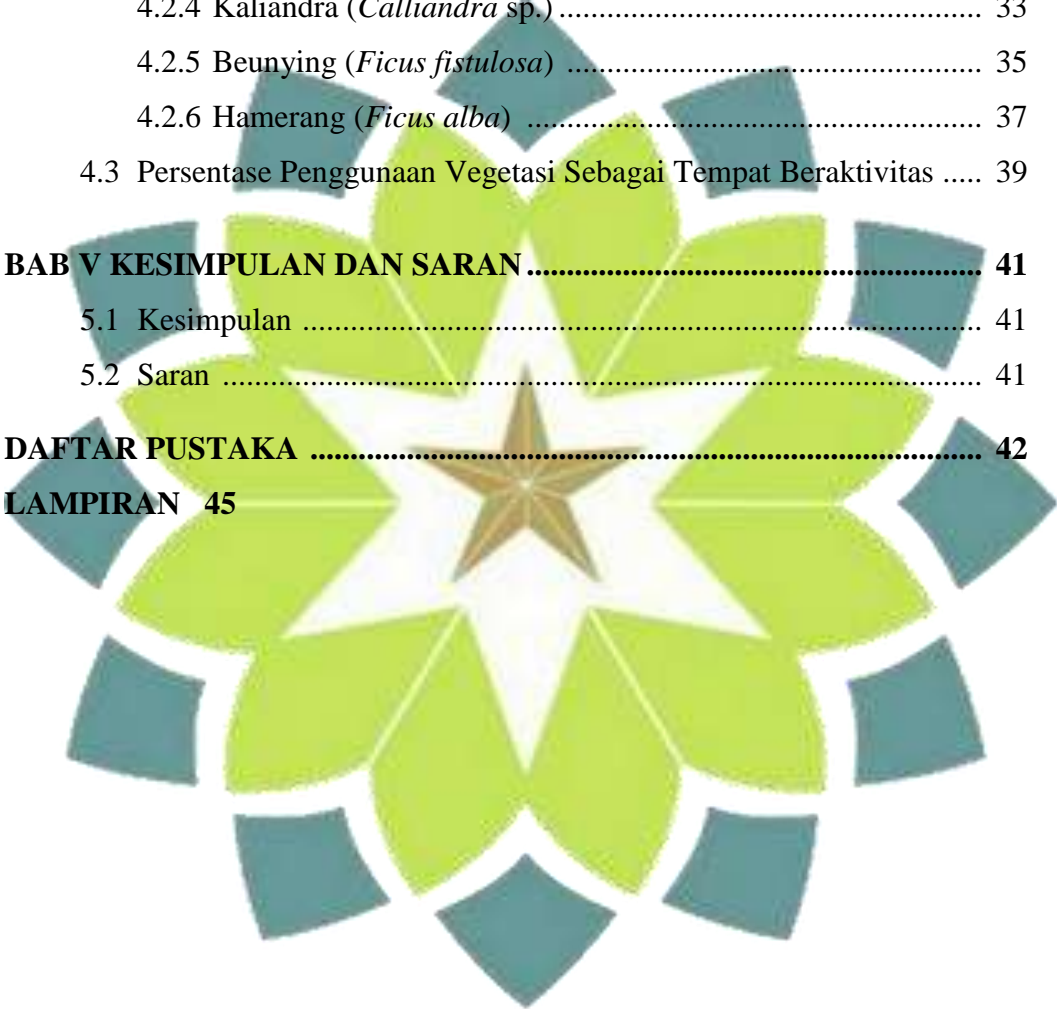 4.2.4 Kaliandra (Calliandra sp.) ..................................................... 33
4.2.5 Beunying (Ficus fistulosa) .................................................... 35
4.2.6 Hamerang (Ficus alba) ......................................................... 37
4.3 Persentase Penggunaan Vegetasi Sebagai Tempat Beraktivitas ..... 39
BAB V KESIMPULAN DAN SARAN ......................................................... 41
5.1 Kesimpulan ...................................................................................... 41
5.2 Saran ................................................................................................ 41
DAFTAR PUSTAKA .................................................................................... 42
LAMPIRAN 45